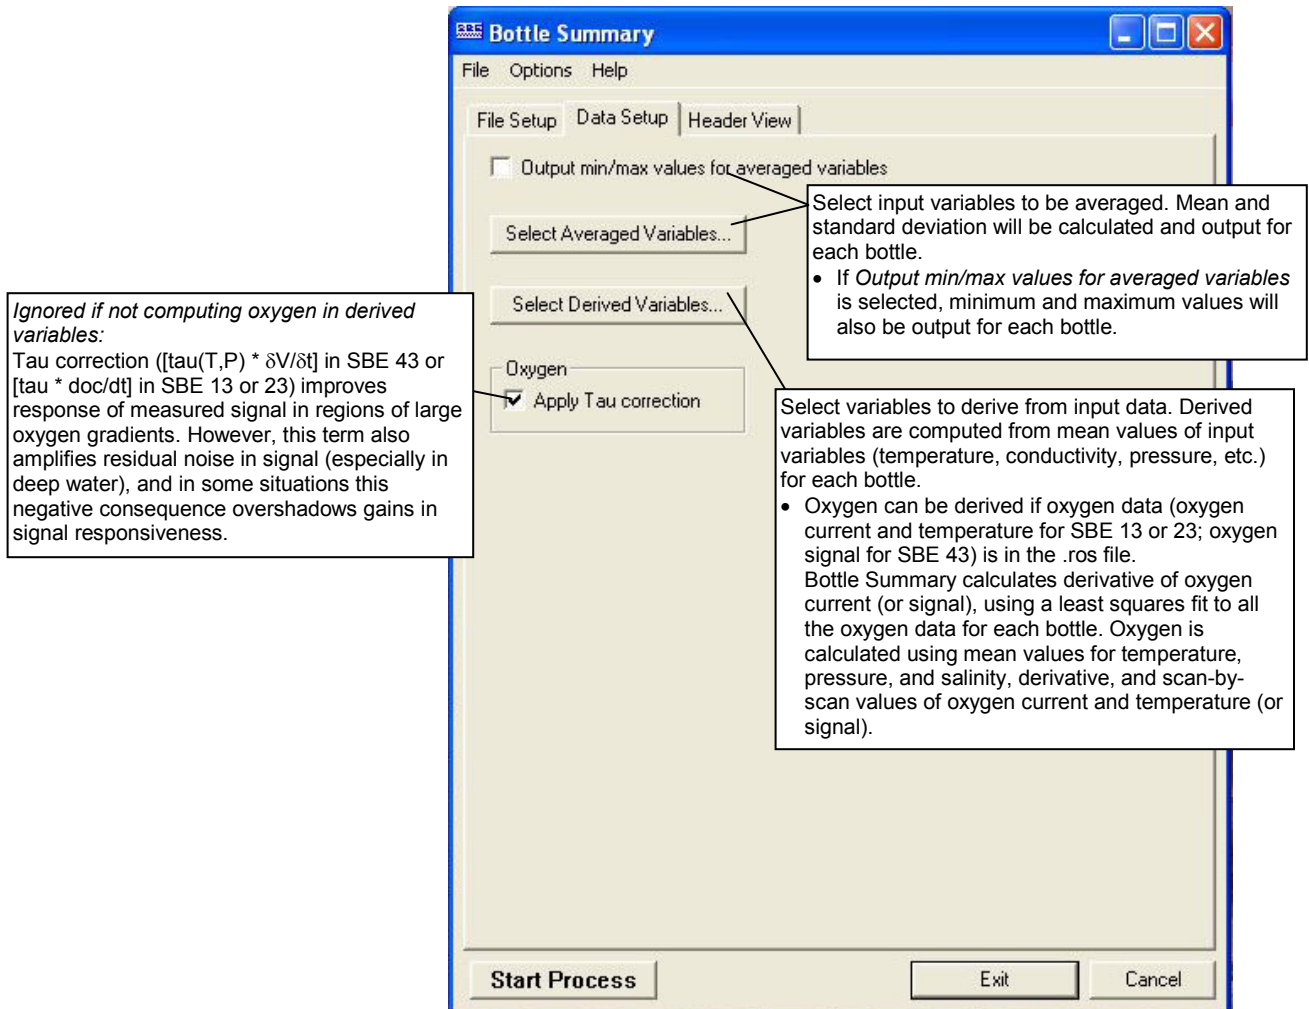 SBE Bottle Summary
File Options Help
File Setup Data Setup Header View
Output min/max values for averaged variables
Select input variables to be averaged. Mean and
standard deviation will be calculated and output for
each bottle.
• If Output min/max values for averaged variables
is selected, minimum and maximum values will
also be output for each bottle.
Select Averaged Variables...
Select Derived Variables...
Ignored if not computing oxygen in derived
variables:
Tau correction ([tau(T,P) * δV/δt] in SBE 43 or
[tau * doc/dt] in SBE 13 or 23) improves
response of measured signal in regions of large
oxygen gradients. However, this term also
amplifies residual noise in signal (especially in
deep water), and in some situations this
negative consequence overshadows gains in
signal responsiveness.
Oxygen
Apply Tau correction
Select variables to derive from input data. Derived
variables are computed from mean values of input
variables (temperature, conductivity, pressure, etc.)
for each bottle.
• Oxygen can be derived if oxygen data (oxygen
current and temperature for SBE 13 or 23; oxygen
signal for SBE 43) is in the .ros file.
Bottle Summary calculates derivative of oxygen
current (or signal), using a least squares fit to all
the oxygen data for each bottle. Oxygen is
calculated using mean values for temperature,
pressure, and salinity, derivative, and scan-by-
scan values of oxygen current and temperature (or
signal).
Start Process Exit Cancel